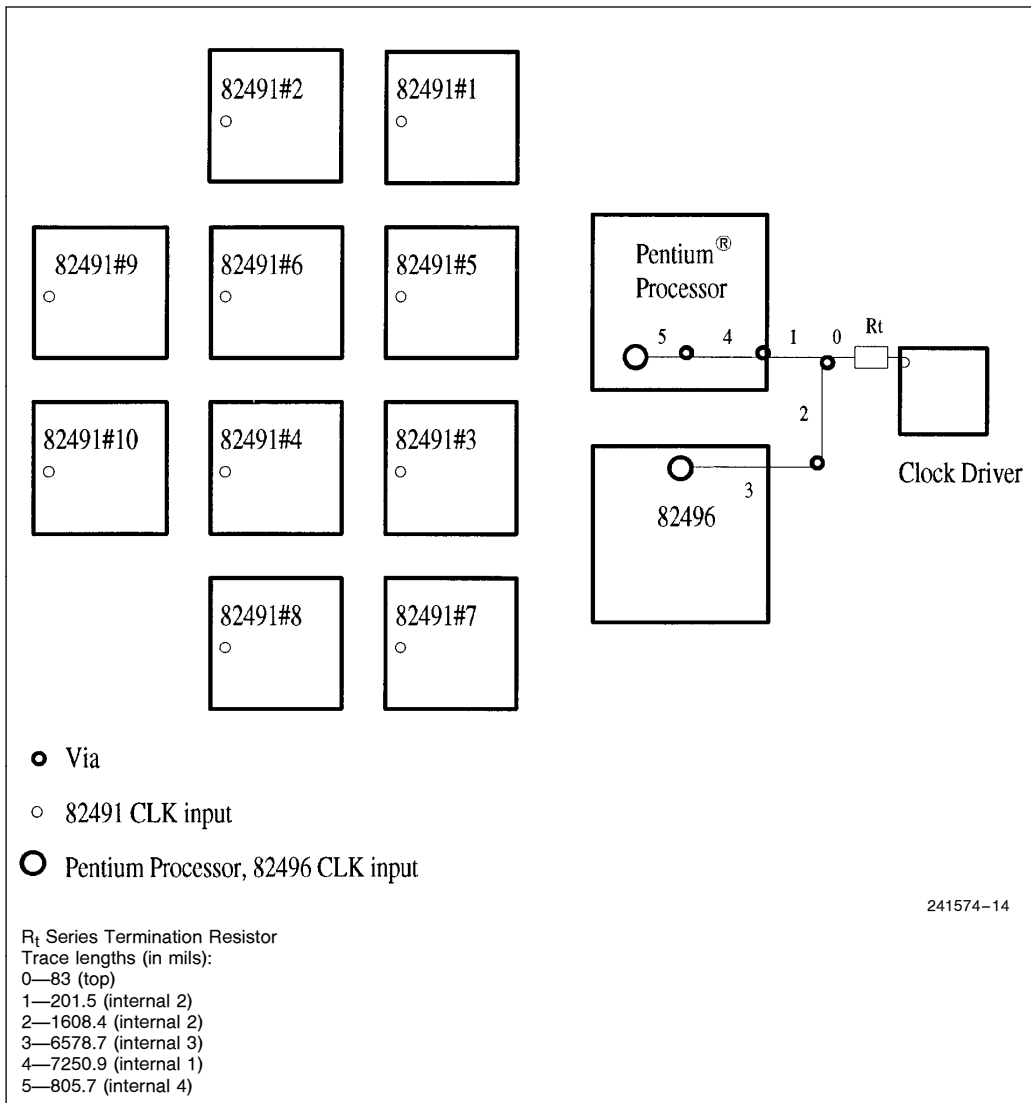 82491#2
82491#1
82491#9
82491#6
82491#5
Pentium®
Processor
5
4
1
0
Rt
2
82491#10
82491#4
82491#3
3
82496
Clock Driver
82491#8
82491#7
Via
82491 CLK input
Pentium Processor, 82496 CLK input
241574–14
Rt Series Termination Resistor
Trace lengths (in mils):
0—83 (top)
1—201.5 (internal 2)
2—1608.4 (internal 2)
3—6578.7 (internal 3)
4—7250.9 (internal 1)
5—805.7 (internal 4)